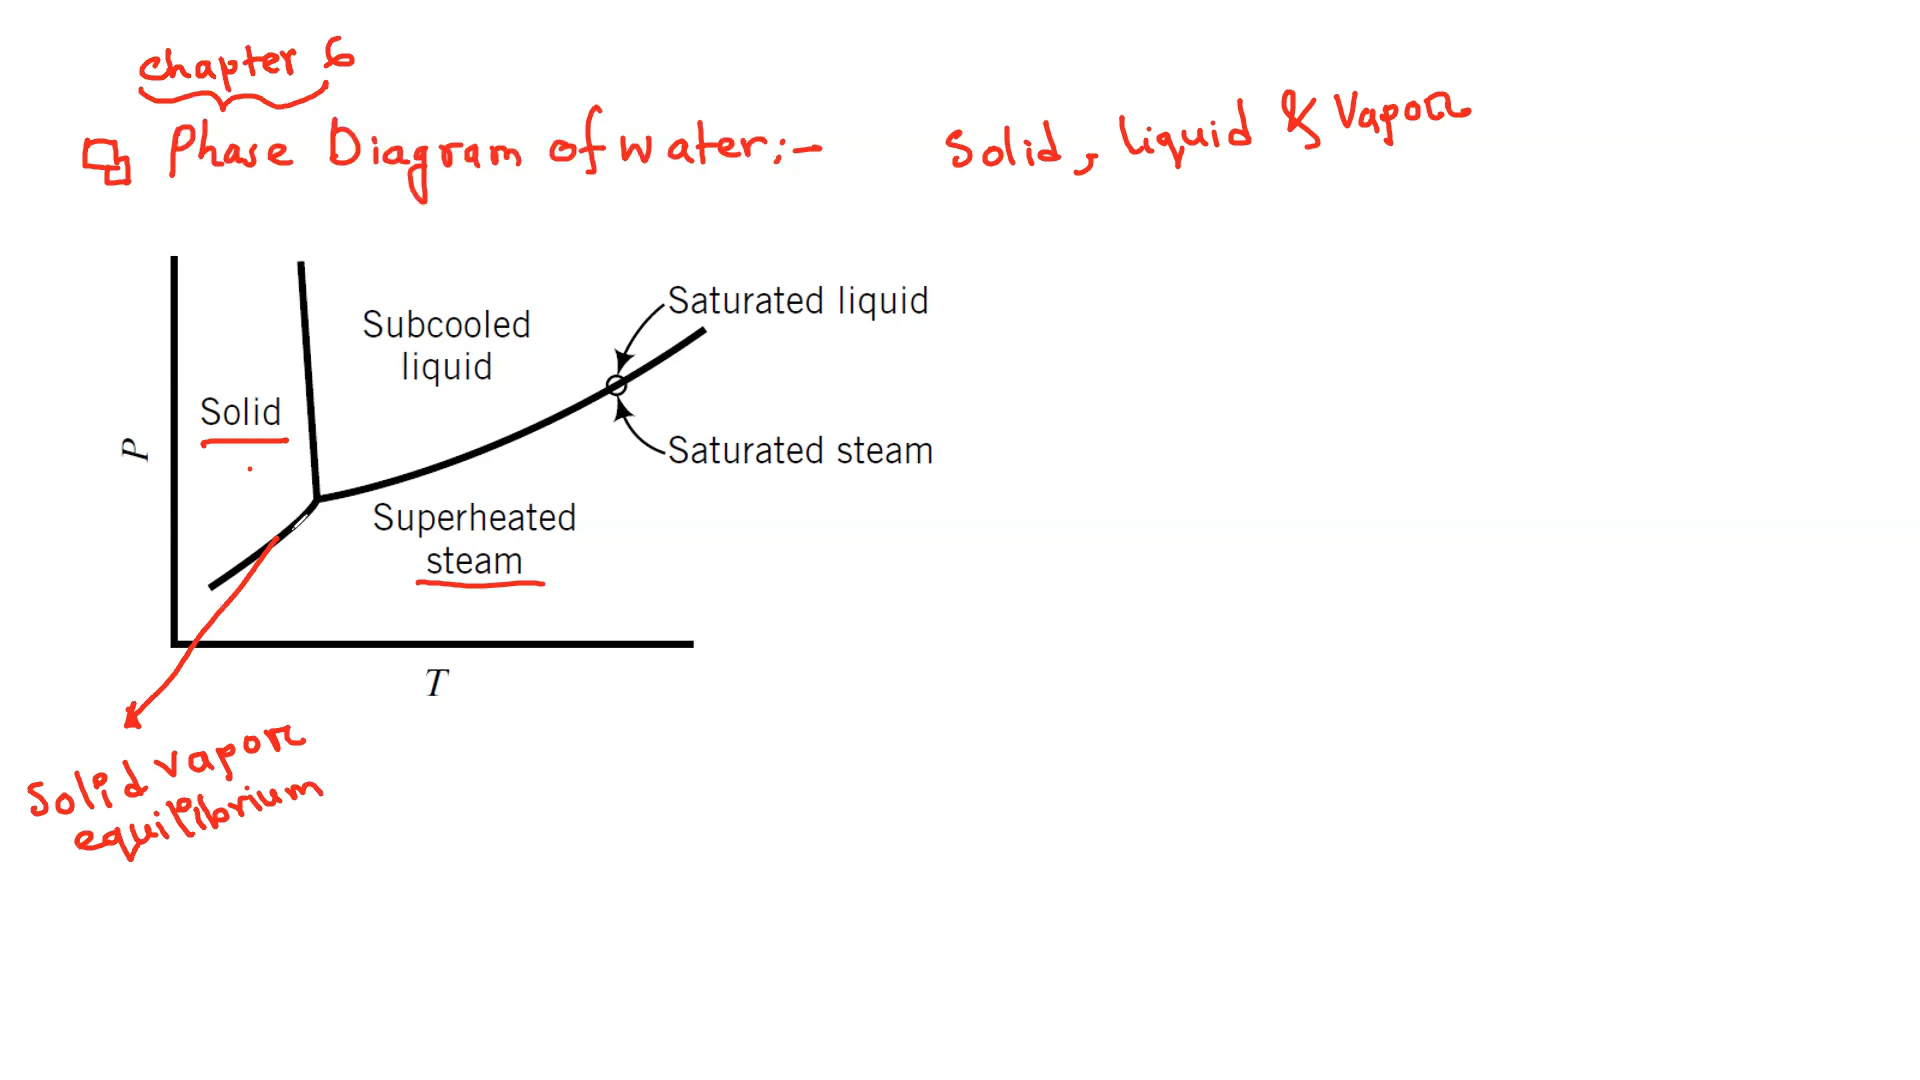 Chapter 6
Phase Diagram of water:-
Solid, Liquid & Vapor
Saturated liquid
Subcooled
liquid
Solid
P
Saturated steam
Superheated
steam
T
Solid vapor
equilibrium